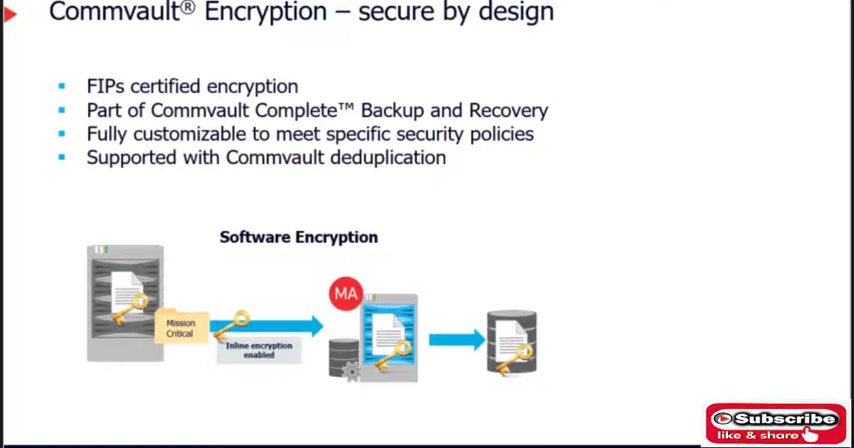 Commvault® Encryption – secure by design
FIPs certified encryption
Part of Commvault Complete™ Backup and Recovery
Fully customizable to meet specific security policies
Supported with Commvault deduplication
Software Encryption
MA
Mission
Critical
Inline encryption
enabled
Subscribe
like & share